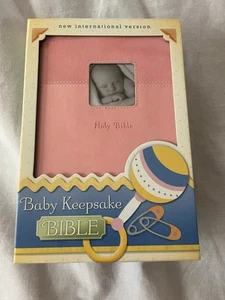 new international version
Holy Bible
Baby Keepsake
BIBLE